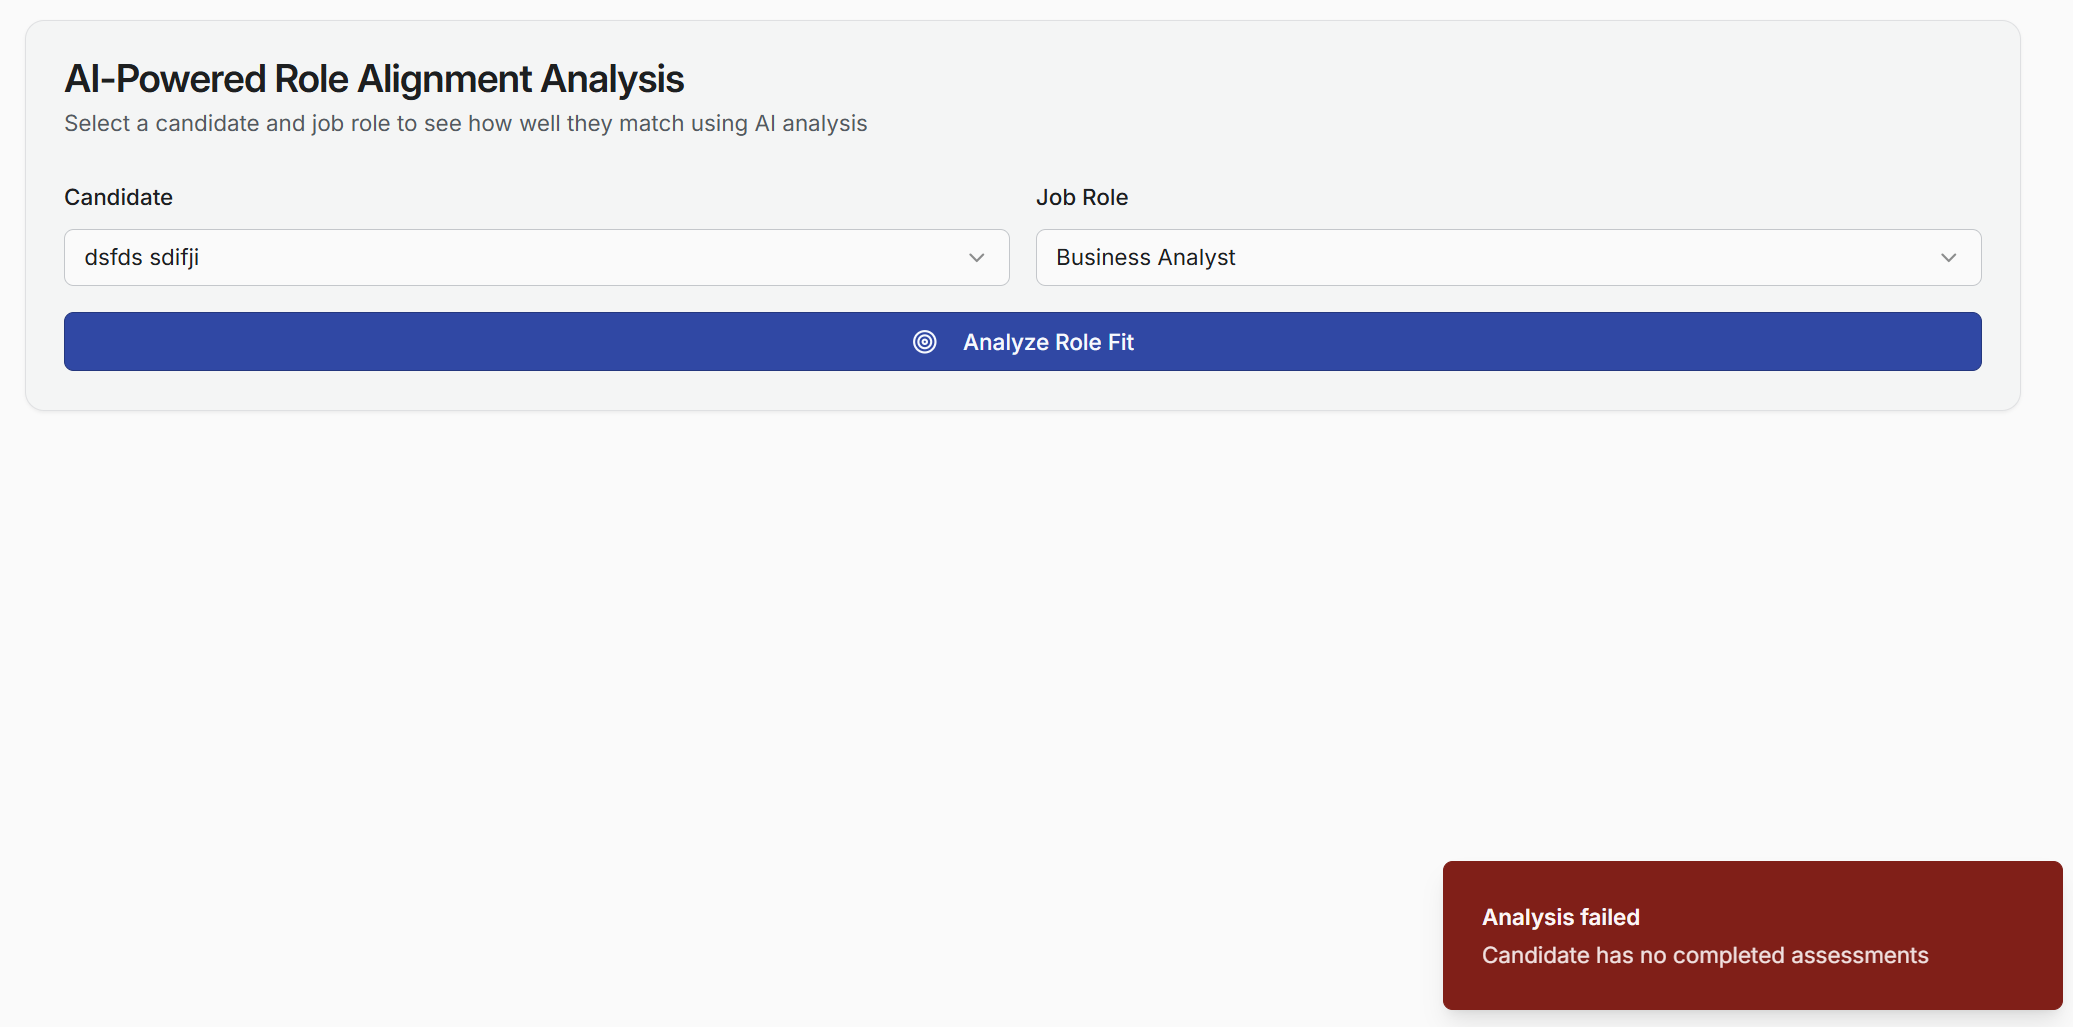 AI-Powered Role Alignment Analysis
Select a candidate and job role to see how well they match using AI analysis
Candidate
dsfds sdifji
Job Role
Business Analyst
Analyze Role Fit
Analysis failed
Candidate has no completed assessments